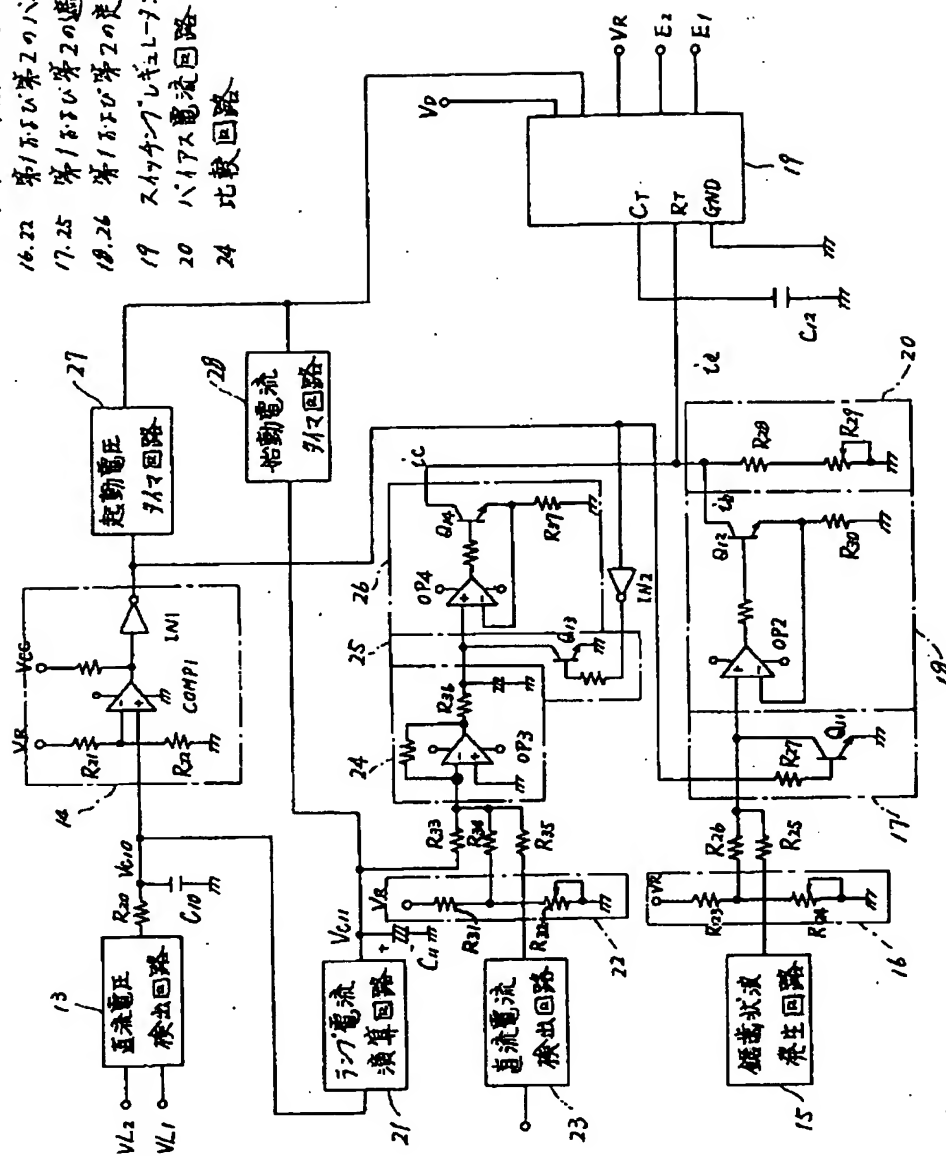 16.22 第1および第2のバ
17.25 第1および第2の遮
18.26 第1および第2の定
19 スイッチングレギュレータ
20 バイアス電流回路
24 比較回路
VD
VR
E2
E1
CT
RT
GND
19
C12
27
起動電圧
タイマ回路
28
始動電流
タイマ回路
VR
VCC
R21
R22
COMP1
IN1
14
VL2
VL1
13
直流電圧
検出回路
R20
VC10
C10
ランプ電流
演算回路
21
VC11
C11
VR
R31
R32
22
R33
R34
R35
直流電流
検出回路
23
24
OP3
R36
25
Q13
26
OP4
Q14
R37
IN2
ic
id
20
R28
R29
ib
Q12
R30
OP2
18
17
Q11
R27
R26
R25
VR
R23
R24
16
鋸歯状波
発生回路
15